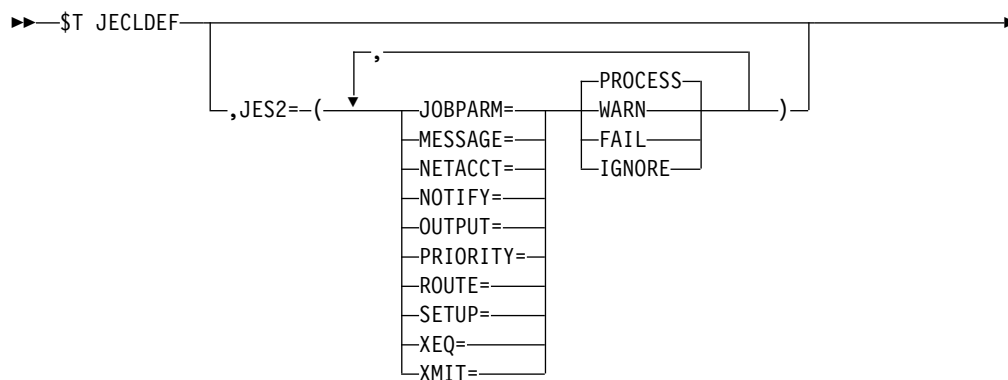 $T JECLDEF
,
PROCESS
,JES2= ( JOBPARM= WARN )
MESSAGE= FAIL
NETACCT= IGNORE
NOTIFY=
OUTPUT=
PRIORITY=
ROUTE=
SETUP=
XEQ=
XMIT=